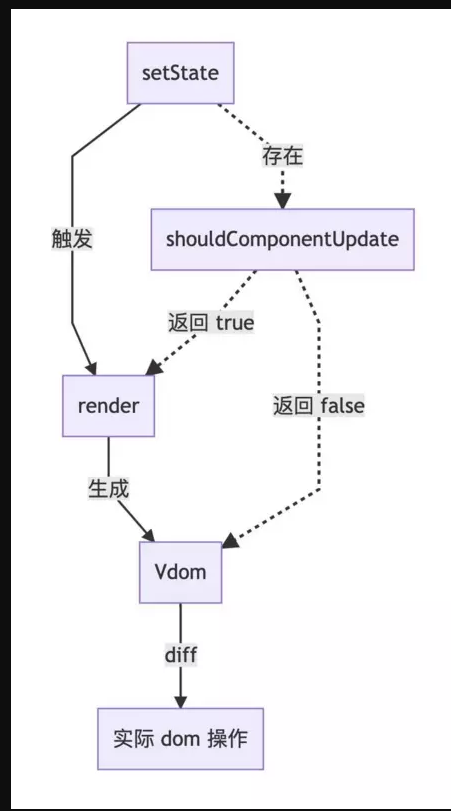 setState
存在
shouldComponentUpdate
触发
返回 true
render
返回 false
生成
Vdom
diff
实际 dom 操作